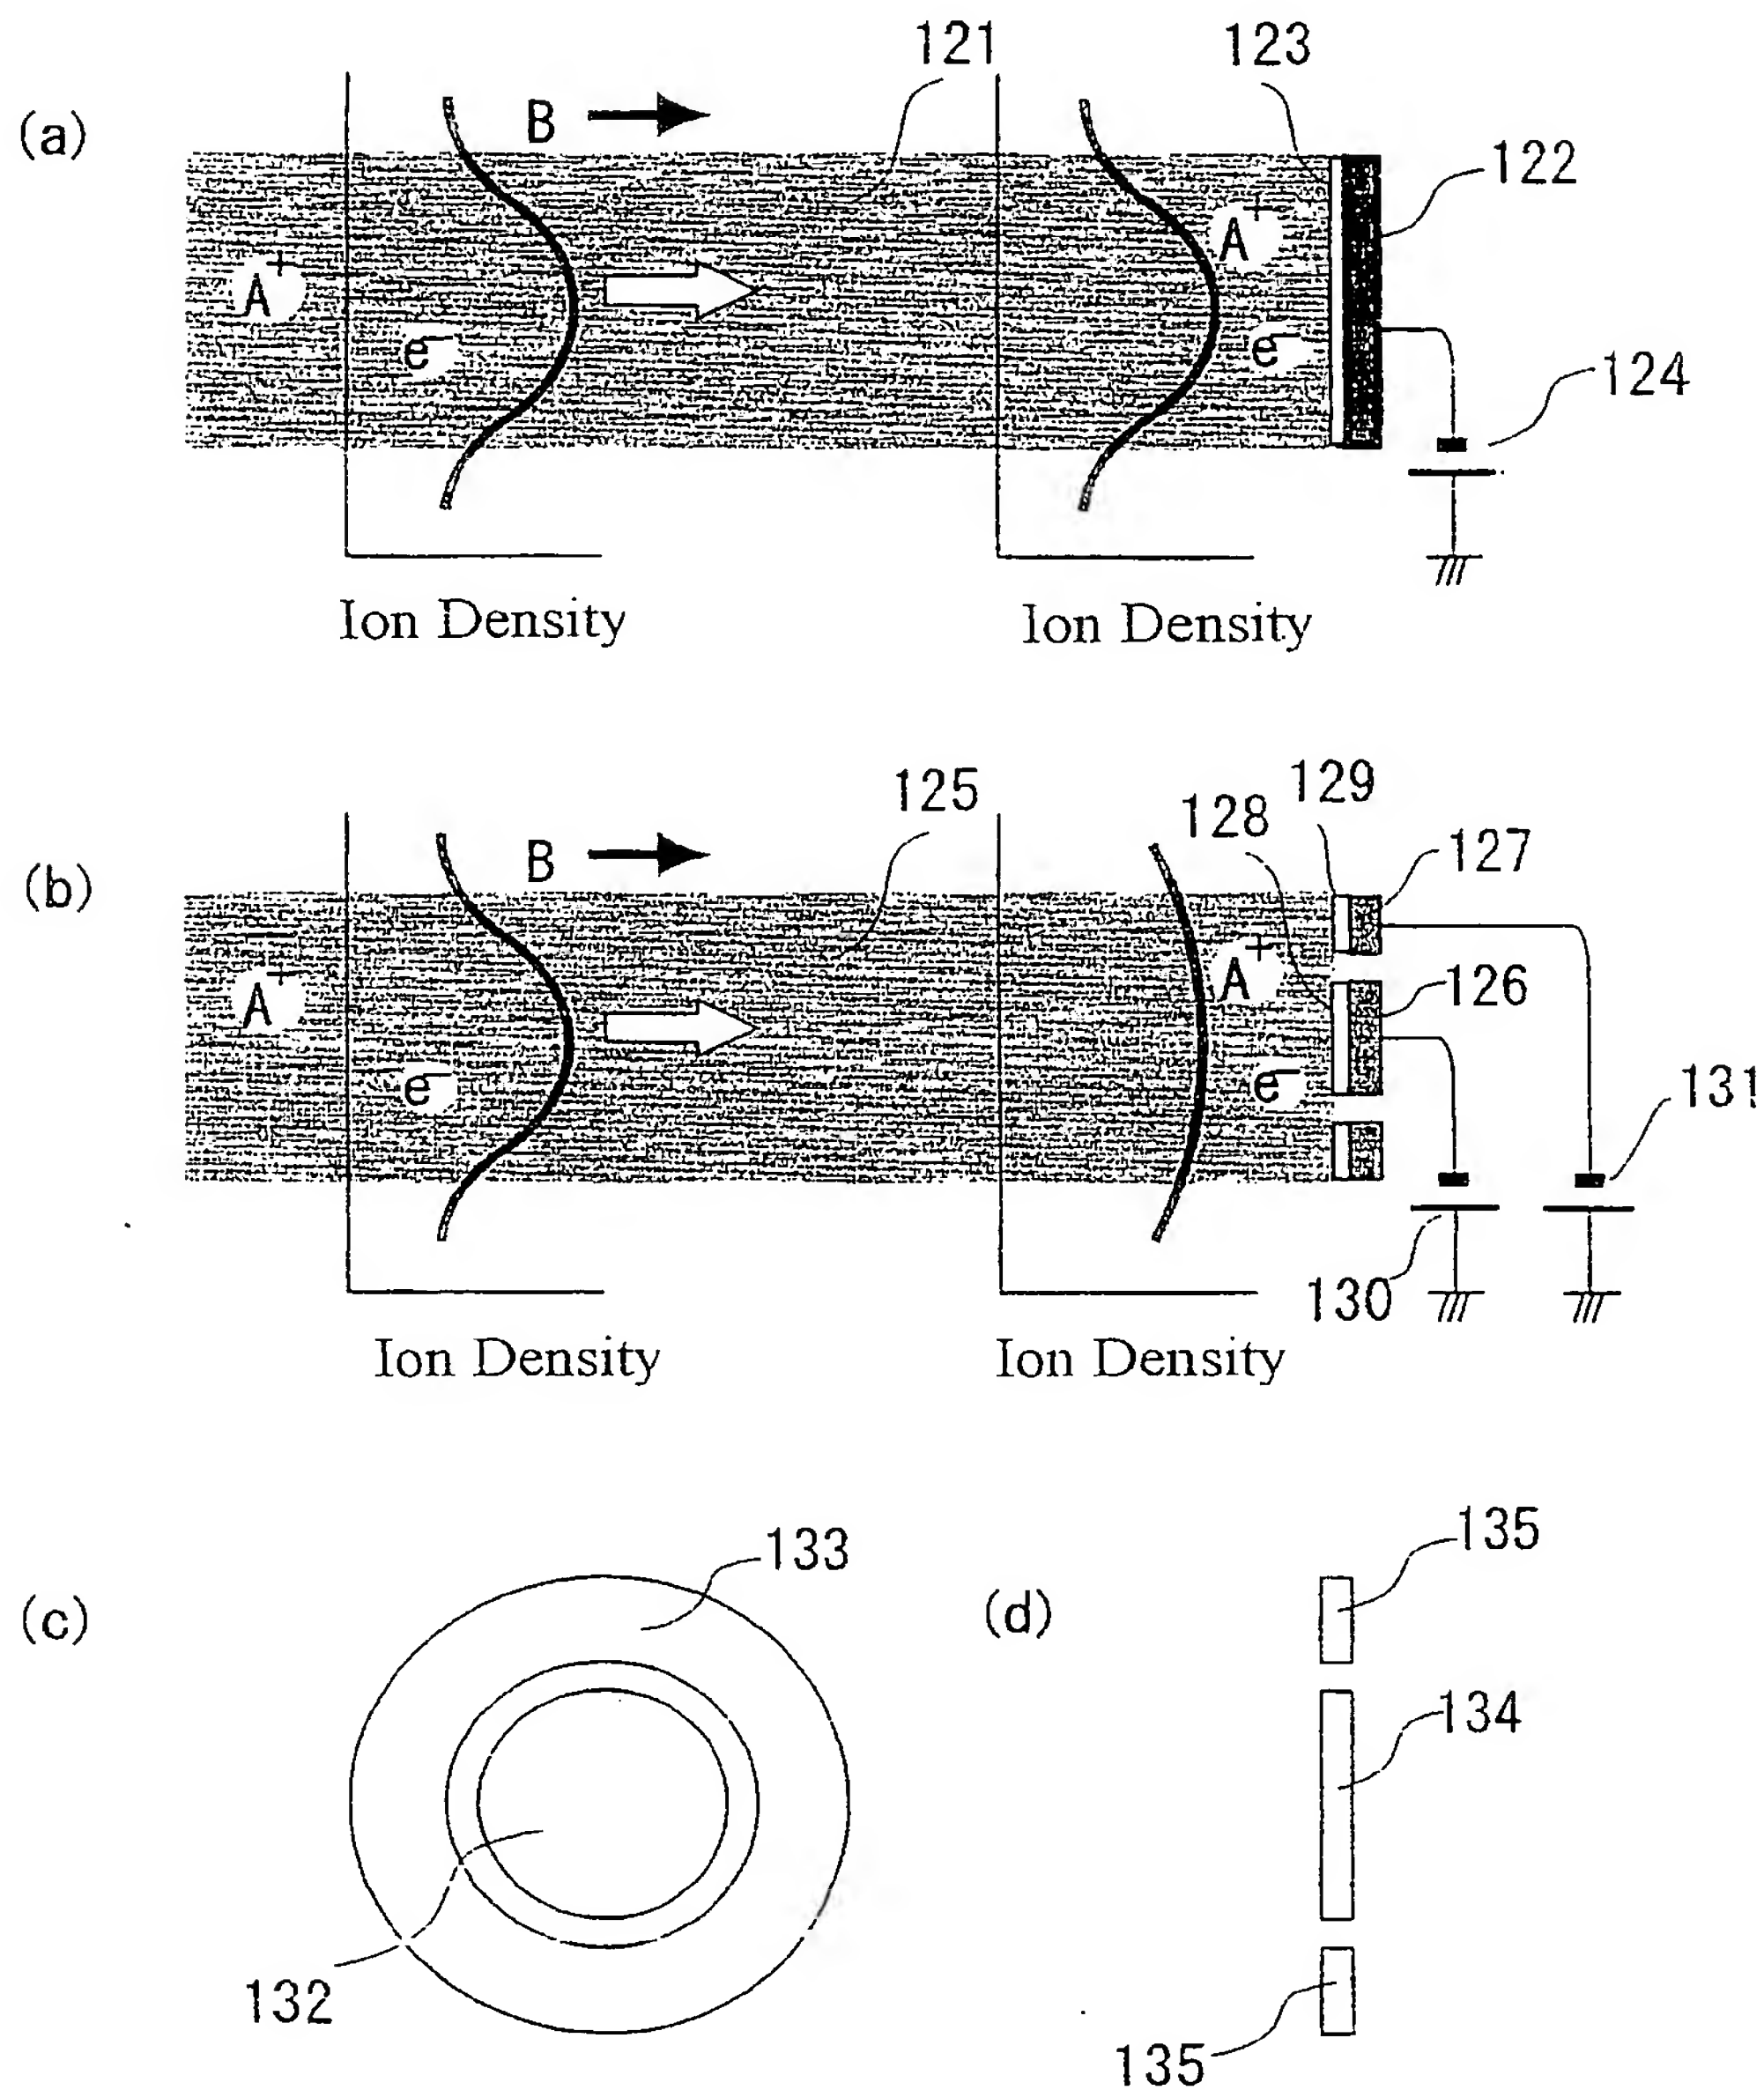 (a)
121
123
B
122
A+
A+
e−
e−
124
Ion Density
Ion Density
(b)
125
129
128
127
B
A+
A+
126
e−
e−
131
130
Ion Density
Ion Density
(c)
133
(d)
135
134
132
135